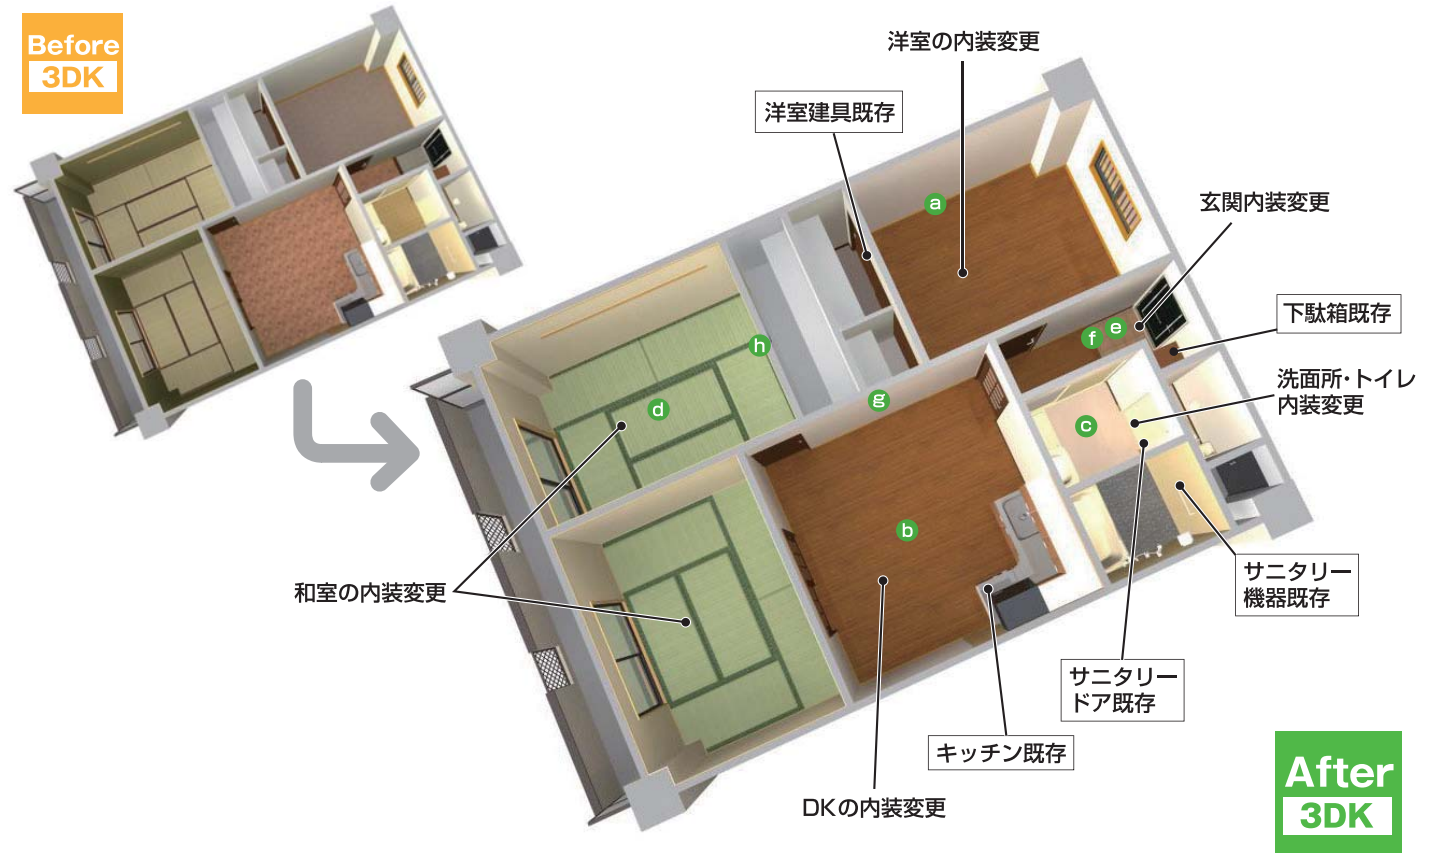 Before
3DK
洋室の内装変更
洋室建具既存
a
玄関内装変更
下駄箱既存
e
f
h
洗面所・トイレ
内装変更
g
d
c
b
和室の内装変更
サニタリー
機器既存
サニタリー
ドア既存
キッチン既存
DKの内装変更
After
3DK